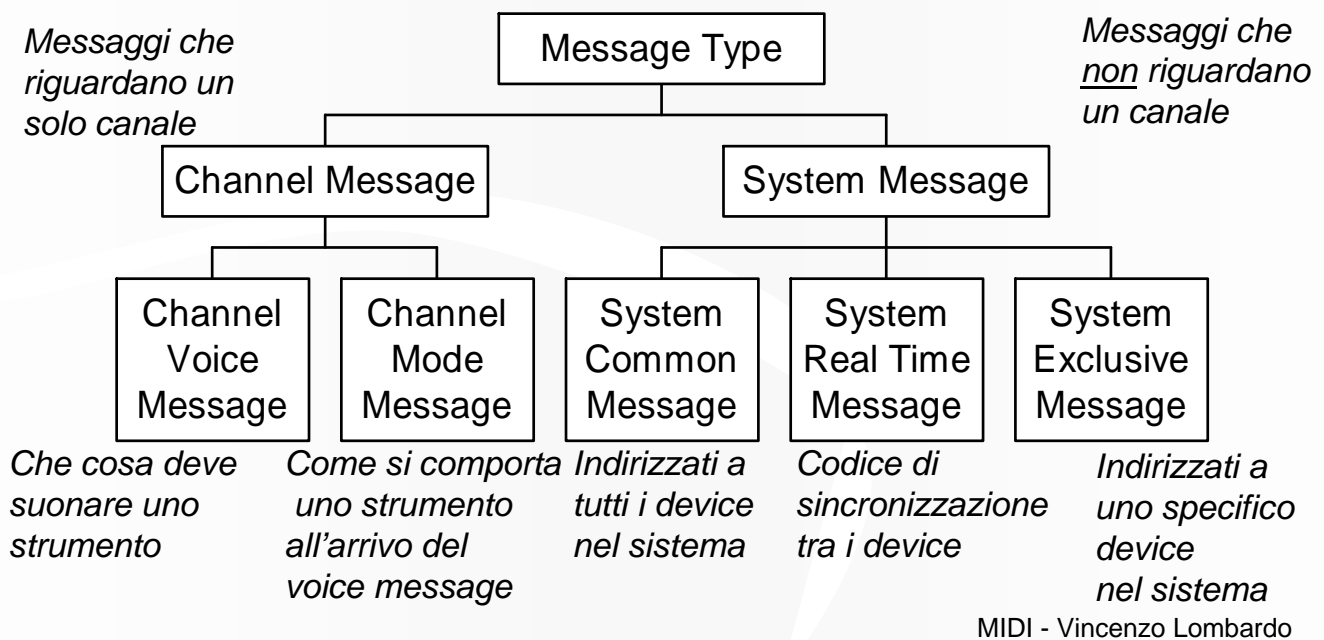 Messaggi che
riguardano un
solo canale
Message Type
Messaggi che
non riguardano
un canale
Channel Message
System Message
Channel
Voice
Message
Channel
Mode
Message
System
Common
Message
System
Real Time
Message
System
Exclusive
Message
Che cosa deve
suonare uno
strumento
Come si comporta
uno strumento
all'arrivo del
voice message
Indirizzati a
tutti i device
nel sistema
Codice di
sincronizzazione
tra i device
Indirizzati a
uno specifico
device
nel sistema
MIDI - Vincenzo Lombardo